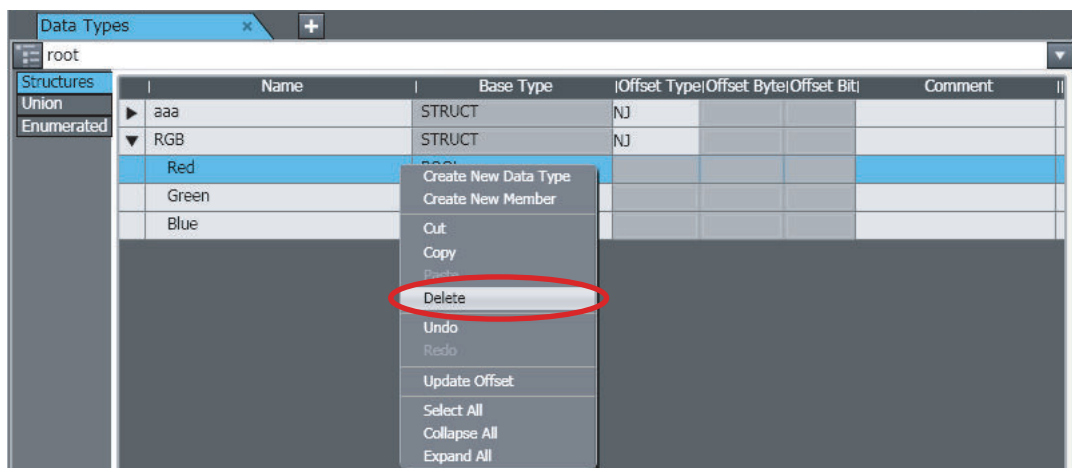 Data Types
root
Structures
Union
Enumerated
Name Base Type Offset Type Offset Byte Offset Bit Comment
aaa STRUCT NJ
RGB STRUCT NJ
Red BOOL
Green
Blue
Create New Data Type
Create New Member
Cut
Copy
Paste
Delete
Undo
Redo
Update Offset
Select All
Collapse All
Expand All